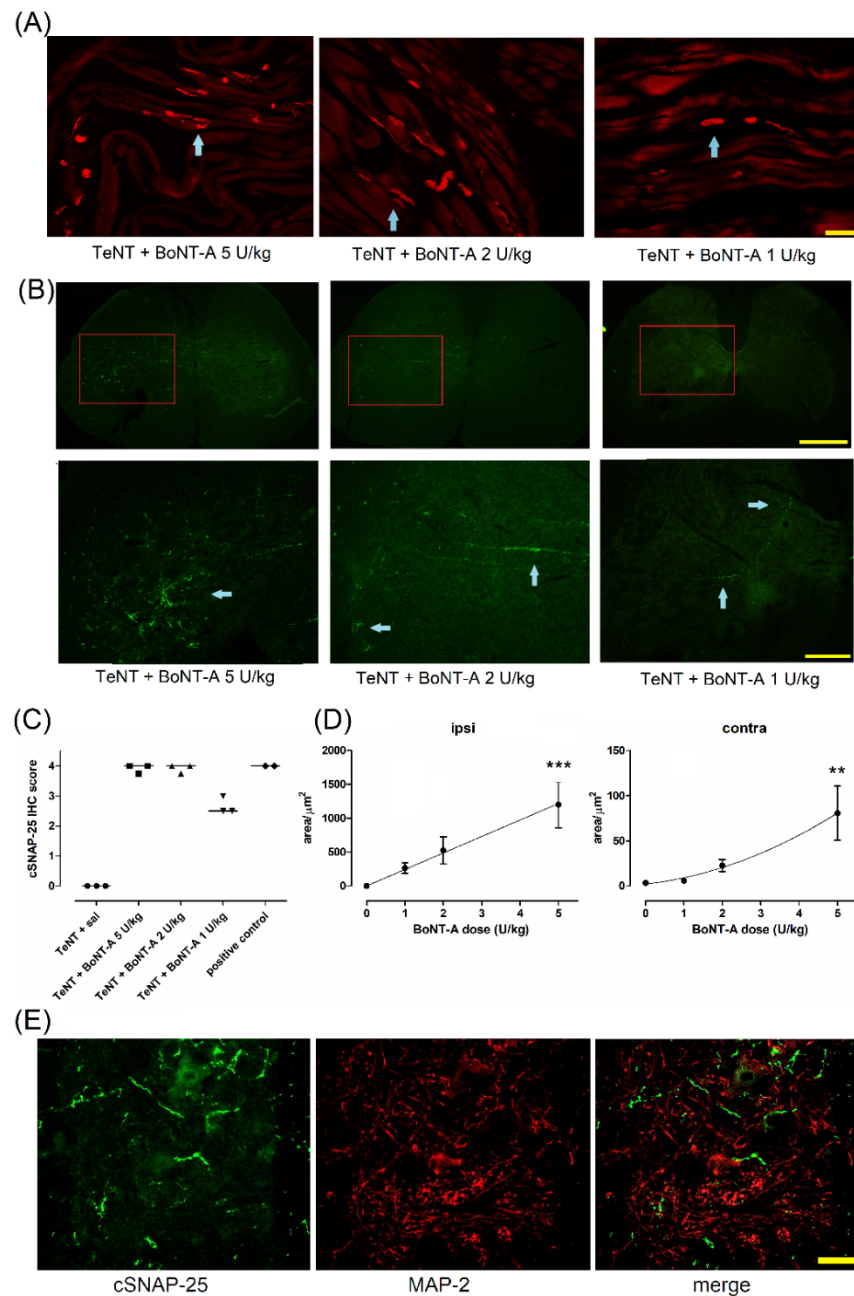 (A)
TeNT + BoNT-A 5 U/kg TeNT + BoNT-A 2 U/kg TeNT + BoNT-A 1 U/kg
(B)
TeNT + BoNT-A 5 U/kg TeNT + BoNT-A 2 U/kg TeNT + BoNT-A 1 U/kg
(C)
cSNAP-25 IHC score
4
3
2
1
0
TeNT + sal
TeNT + BoNT-A 5 U/kg
TeNT + BoNT-A 2 U/kg
TeNT + BoNT-A 1 U/kg
positive control
(D)
ipsi
area/µm²
2000
1500
1000
500
0
***
0 1 2 3 4 5
BoNT-A dose (U/kg)
contra
area/µm²
150
100
50
0
**
0 1 2 3 4 5
BoNT-A dose (U/kg)
(E)
cSNAP-25 MAP-2 merge